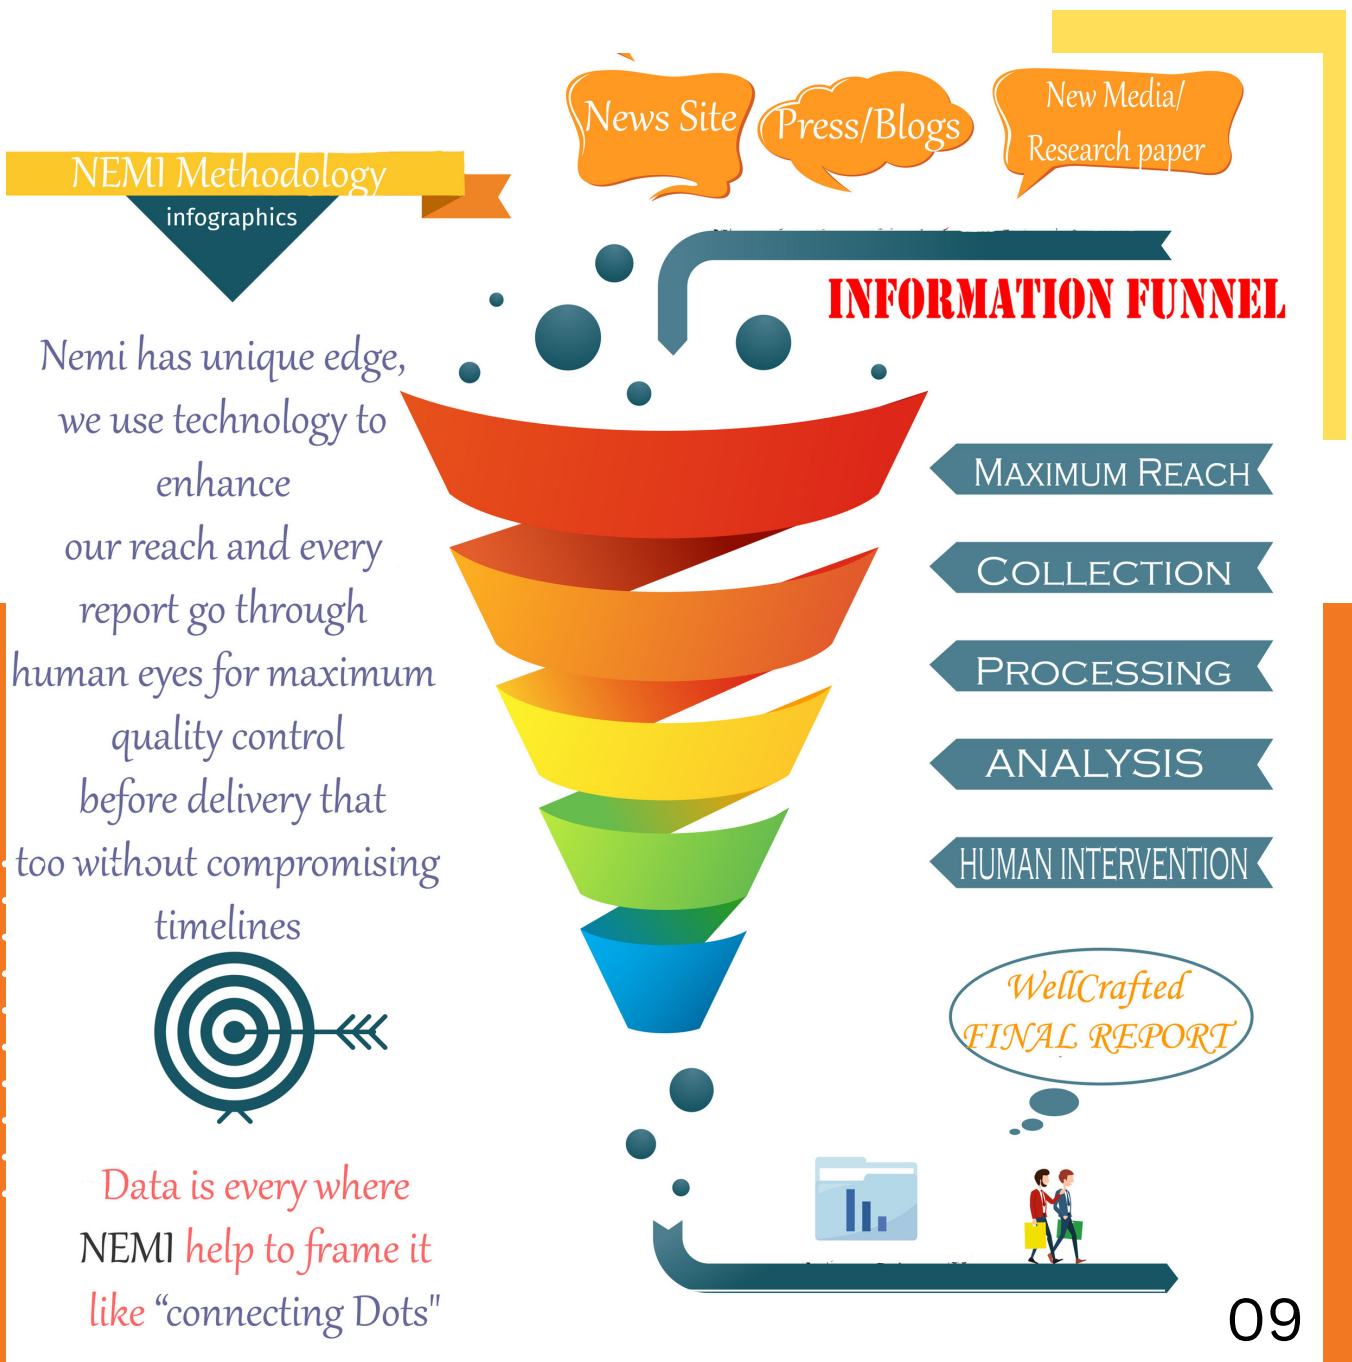 News Site
Press/Blogs
New Media/
Research paper
NEMI Methodology
infographics
INFORMATION FUNNEL
Nemi has unique edge,
we use technology to
enhance
our reach and every
report go through
human eyes for maximum
quality control
before delivery that
too without compromising
timelines
MAXIMUM REACH
COLLECTION
PROCESSING
ANALYSIS
HUMAN INTERVENTION
WellCrafted
FINAL REPORT
Data is every where
NEMI help to frame it
like “connecting Dots"
09